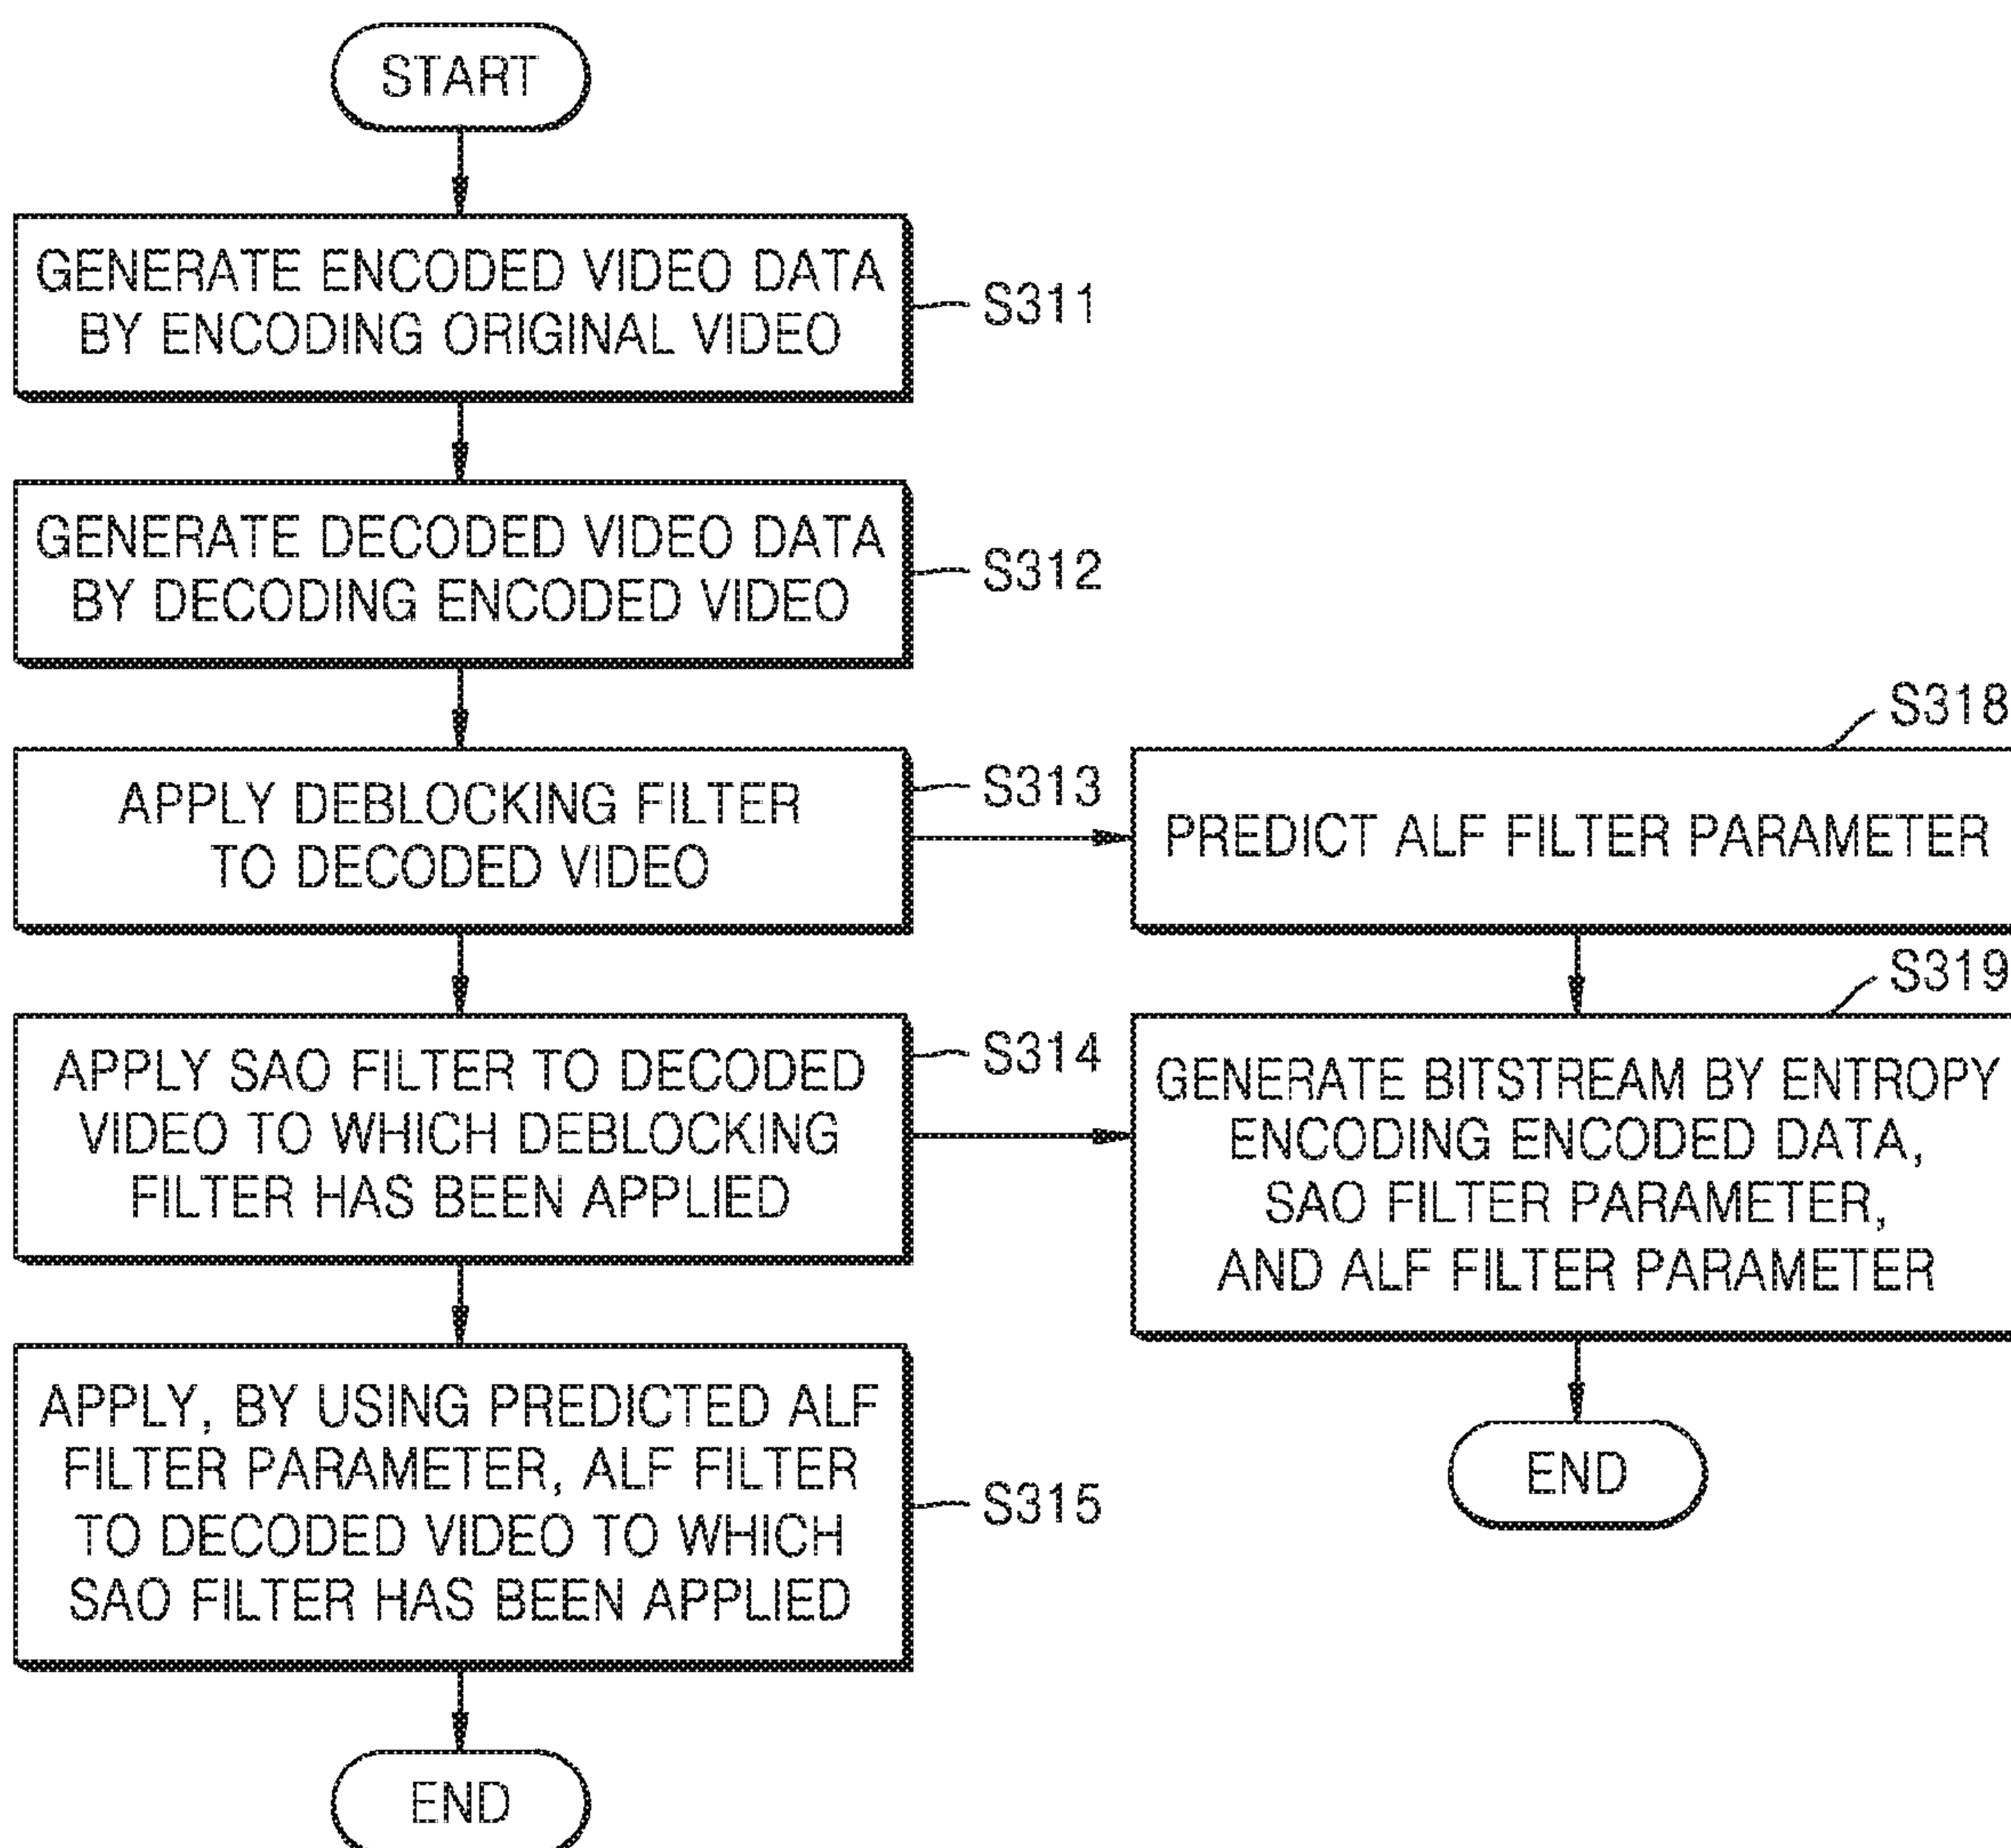 START
GENERATE ENCODED VIDEO DATA
BY ENCODING ORIGINAL VIDEO
S311
GENERATE DECODED VIDEO DATA
BY DECODING ENCODED VIDEO
S312
APPLY DEBLOCKING FILTER
TO DECODED VIDEO
S313
APPLY SAO FILTER TO DECODED
VIDEO TO WHICH DEBLOCKING
FILTER HAS BEEN APPLIED
S314
APPLY, BY USING PREDICTED ALF
FILTER PARAMETER, ALF FILTER
TO DECODED VIDEO TO WHICH
SAO FILTER HAS BEEN APPLIED
S315
END
S318
PREDICT ALF FILTER PARAMETER
S319
GENERATE BITSTREAM BY ENTROPY
ENCODING ENCODED DATA,
SAO FILTER PARAMETER,
AND ALF FILTER PARAMETER
END